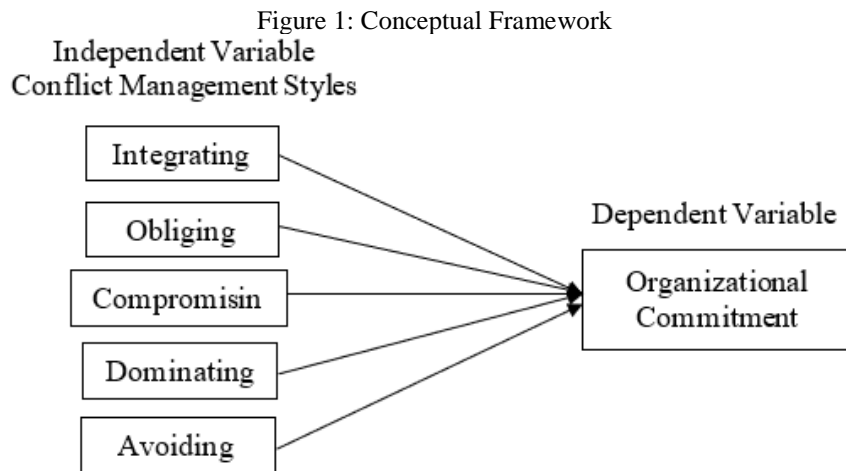 Figure 1: Conceptual Framework
Independent Variable
Conflict Management Styles
Integrating
Obliging
Compromisin
Dominating
Avoiding
Dependent Variable
Organizational
Commitment